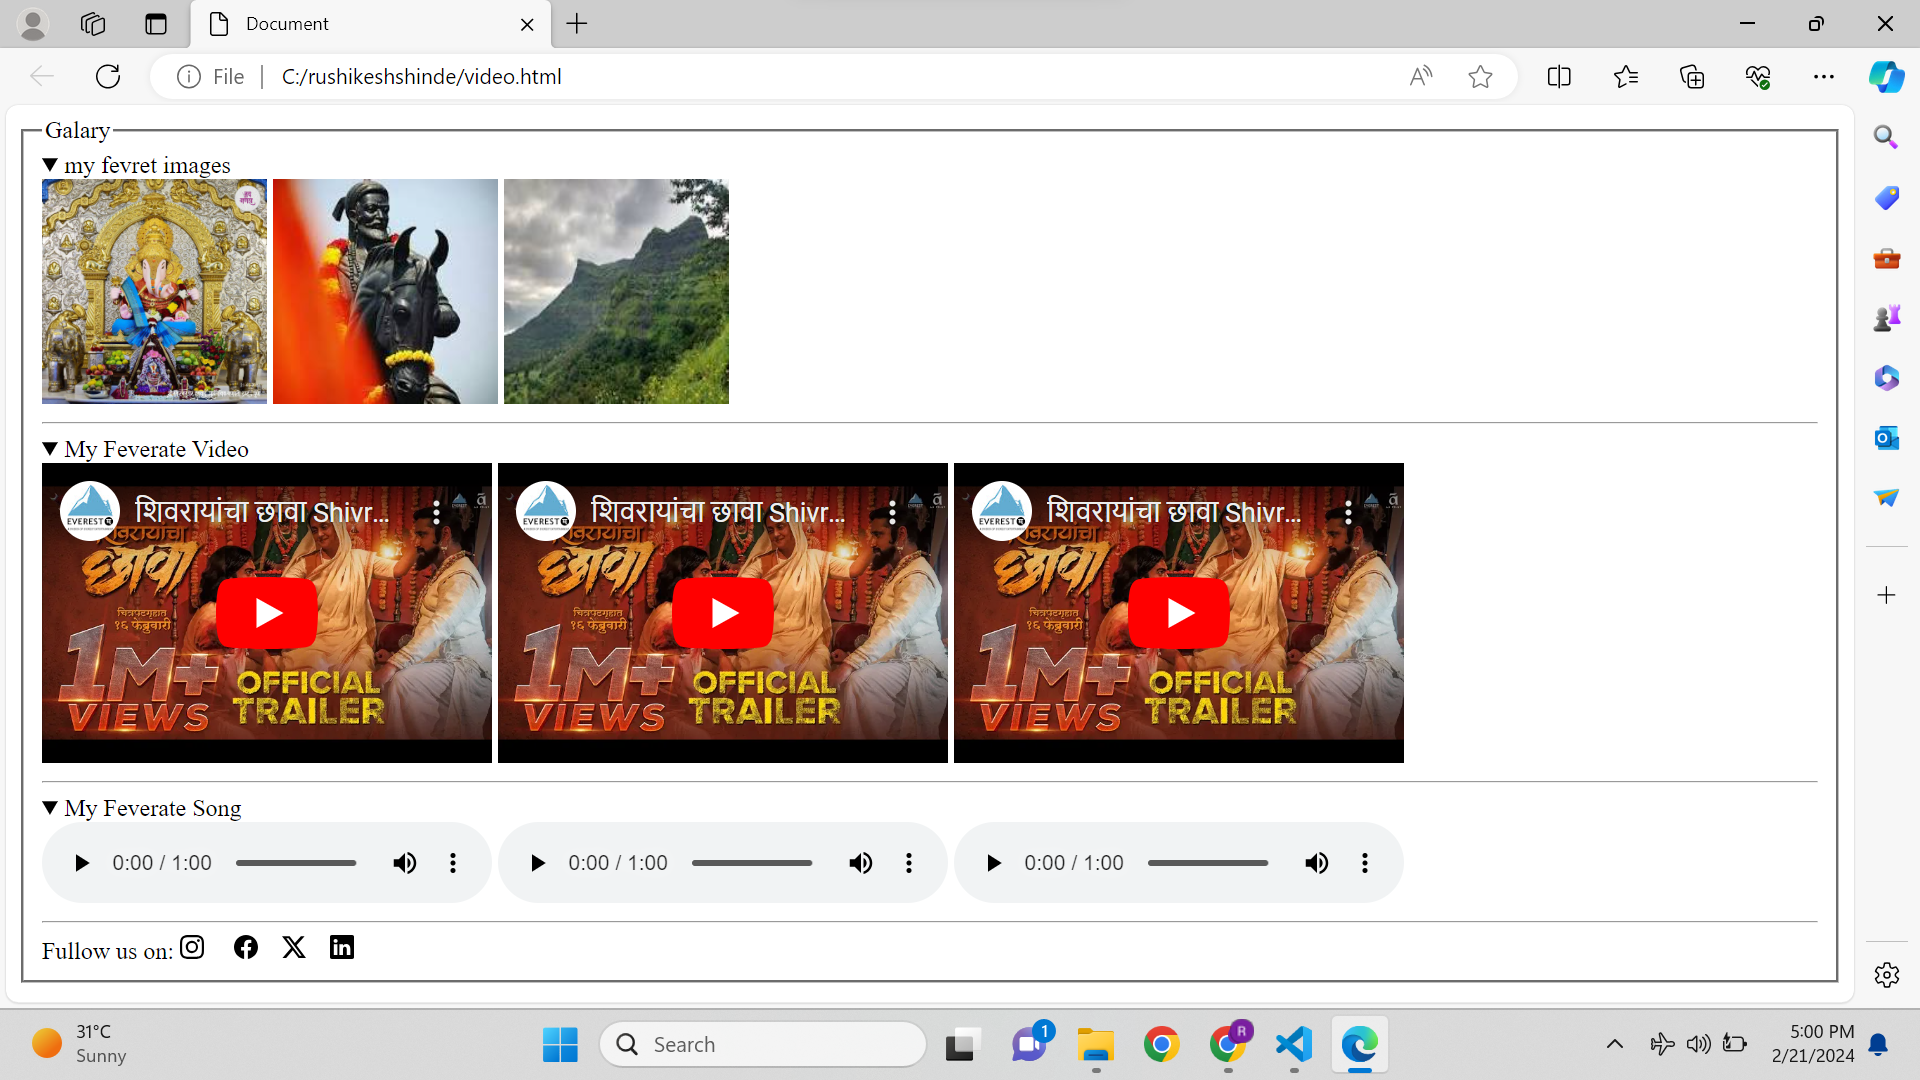 Document
File
C:/rushikeshshinde/video.html
Galary
my fevret images
My Feverate Video
EVEREST शिवरायांचा छावा Shivr...
छावा
चित्रपटगृहात
१६ फेब्रुवारी
1M+
VIEWS
OFFICIAL
TRAILER
EVEREST शिवरायांचा छावा Shivr...
छावा
चित्रपटगृहात
१६ फेब्रुवारी
1M+
VIEWS
OFFICIAL
TRAILER
EVEREST शिवरायांचा छावा Shivr...
छावा
चित्रपटगृहात
१६ फेब्रुवारी
1M+
VIEWS
OFFICIAL
TRAILER
My Feverate Song
0:00 / 1:00
0:00 / 1:00
0:00 / 1:00
Follow us on:
31°C
Sunny
Search
1
R
5:00 PM
2/21/2024